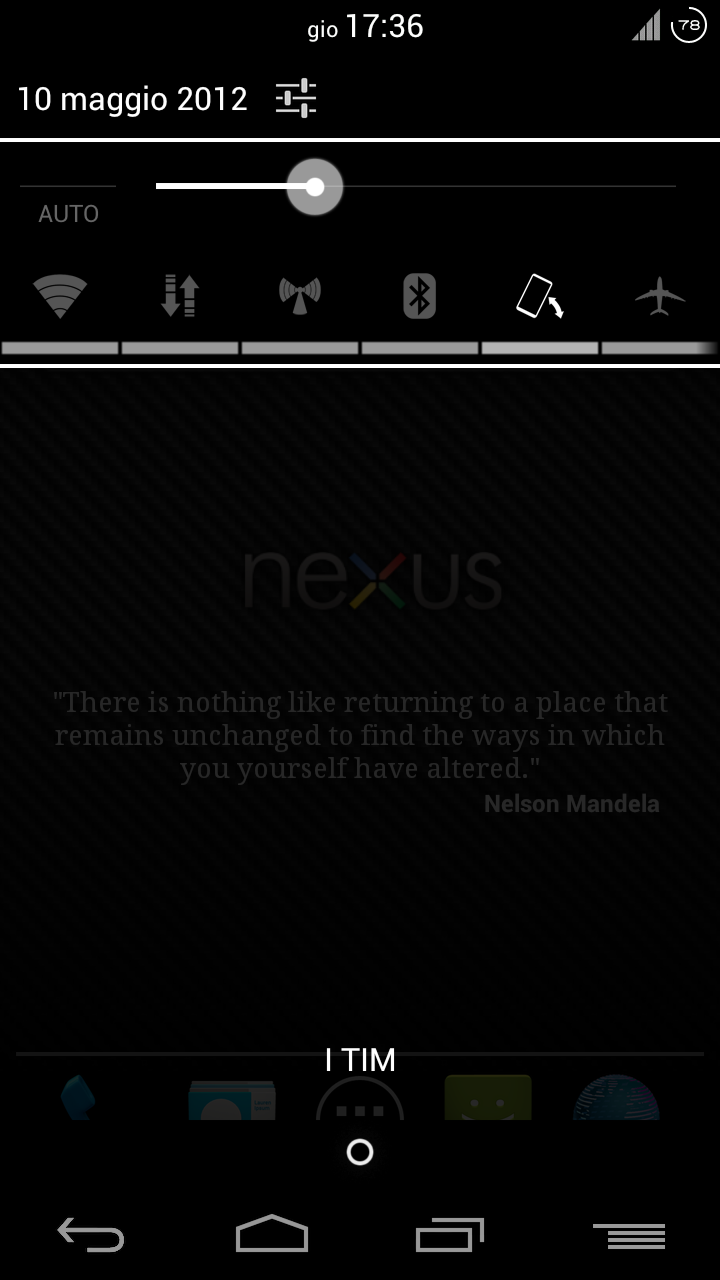 gio 17:36
78
10 maggio 2012
AUTO
nexus
"There is nothing like returning to a place that
remains unchanged to find the ways in which
you yourself have altered."
Nelson Mandela
I TIM